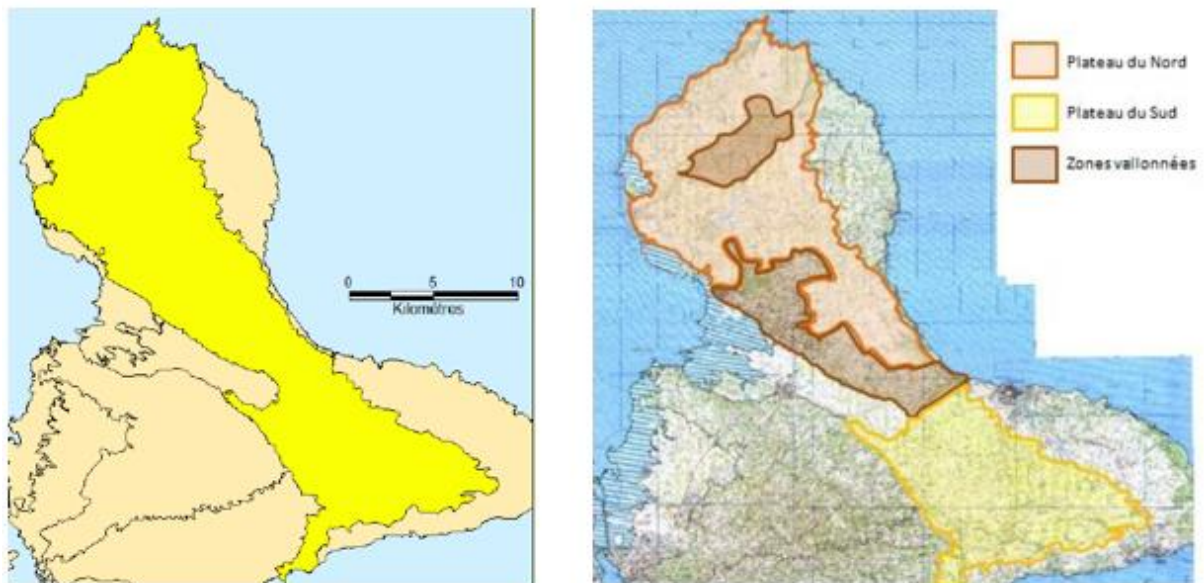 0 5 10
Kilomètres
Plateau du Nord
Plateau du Sud
Zones vallonnées